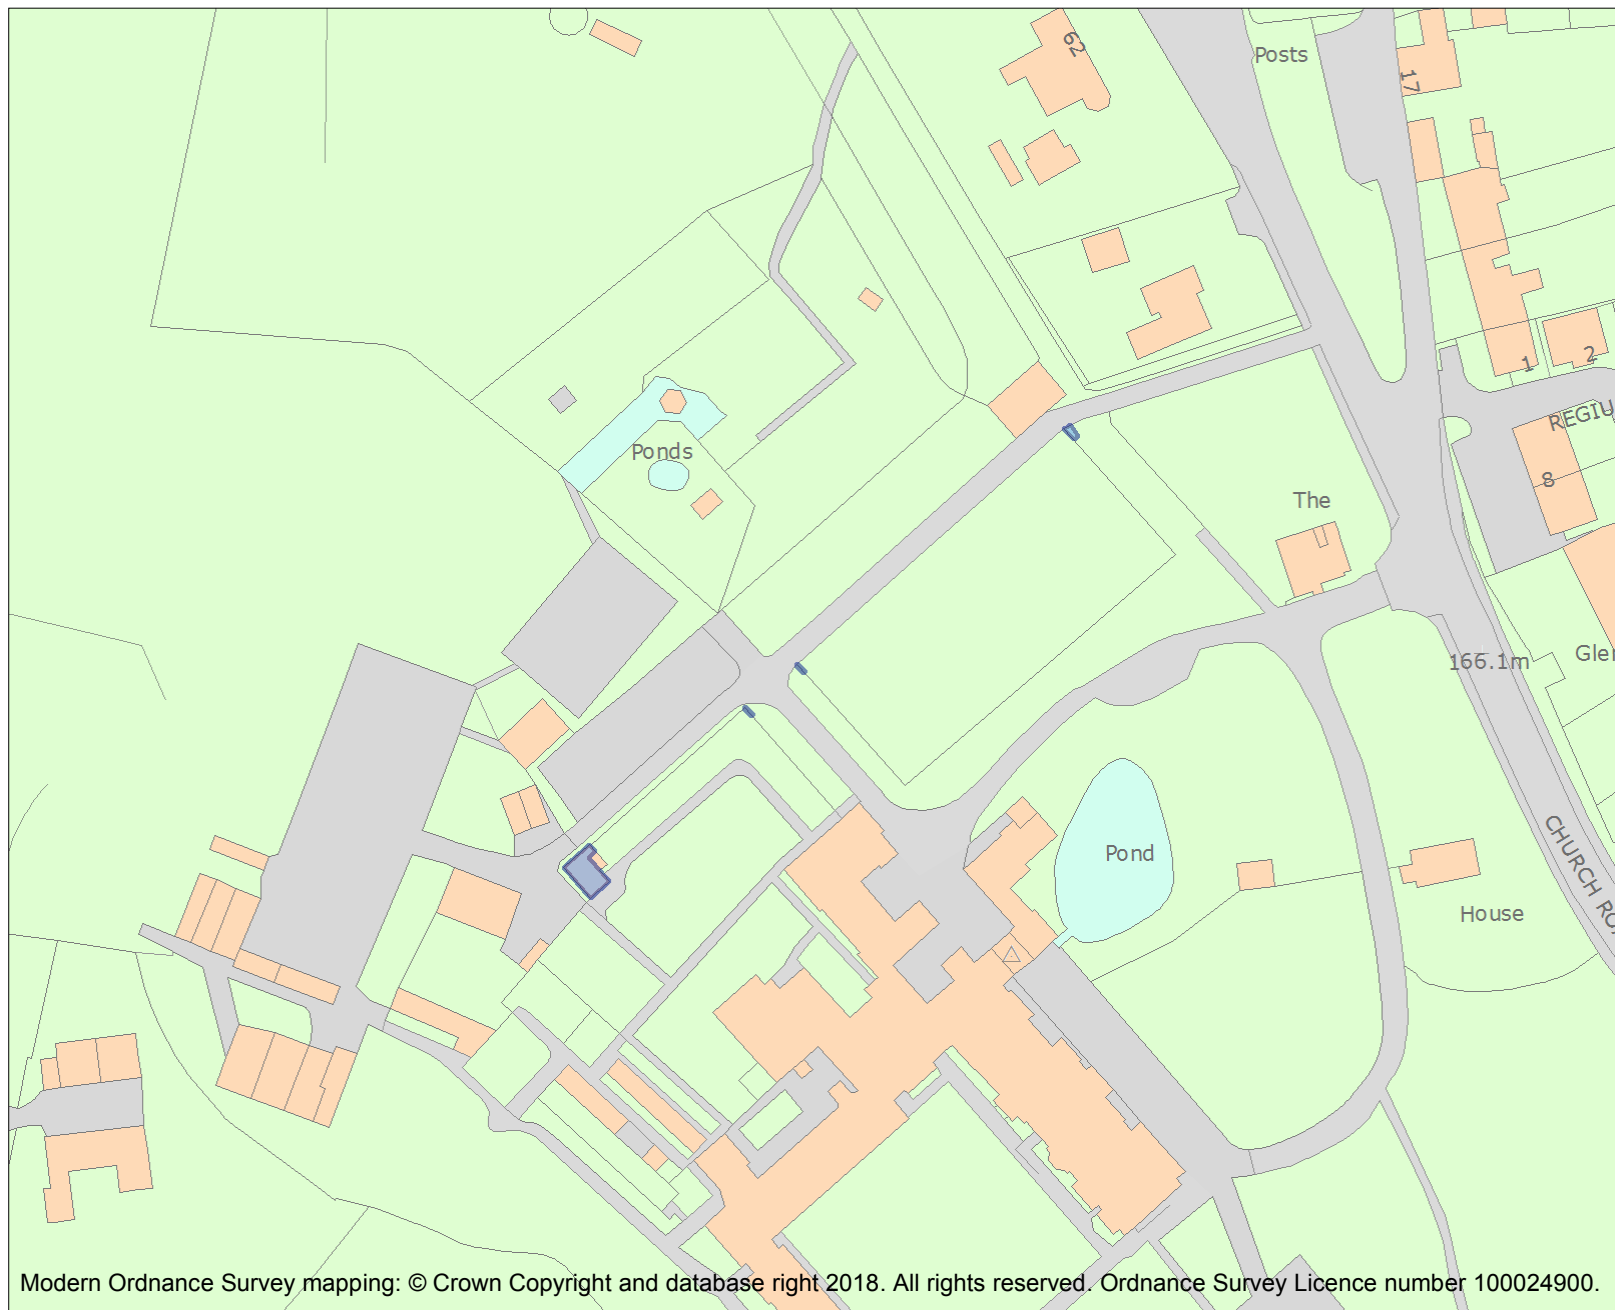 62
Posts
17
1
2
REGIU
8
Ponds
The
166.1m
Gler
Pond
CHURCH RO
House
Modern Ordnance Survey mapping: © Crown Copyright and database right 2018. All rights reserved. Ordnance Survey Licence number 100024900.